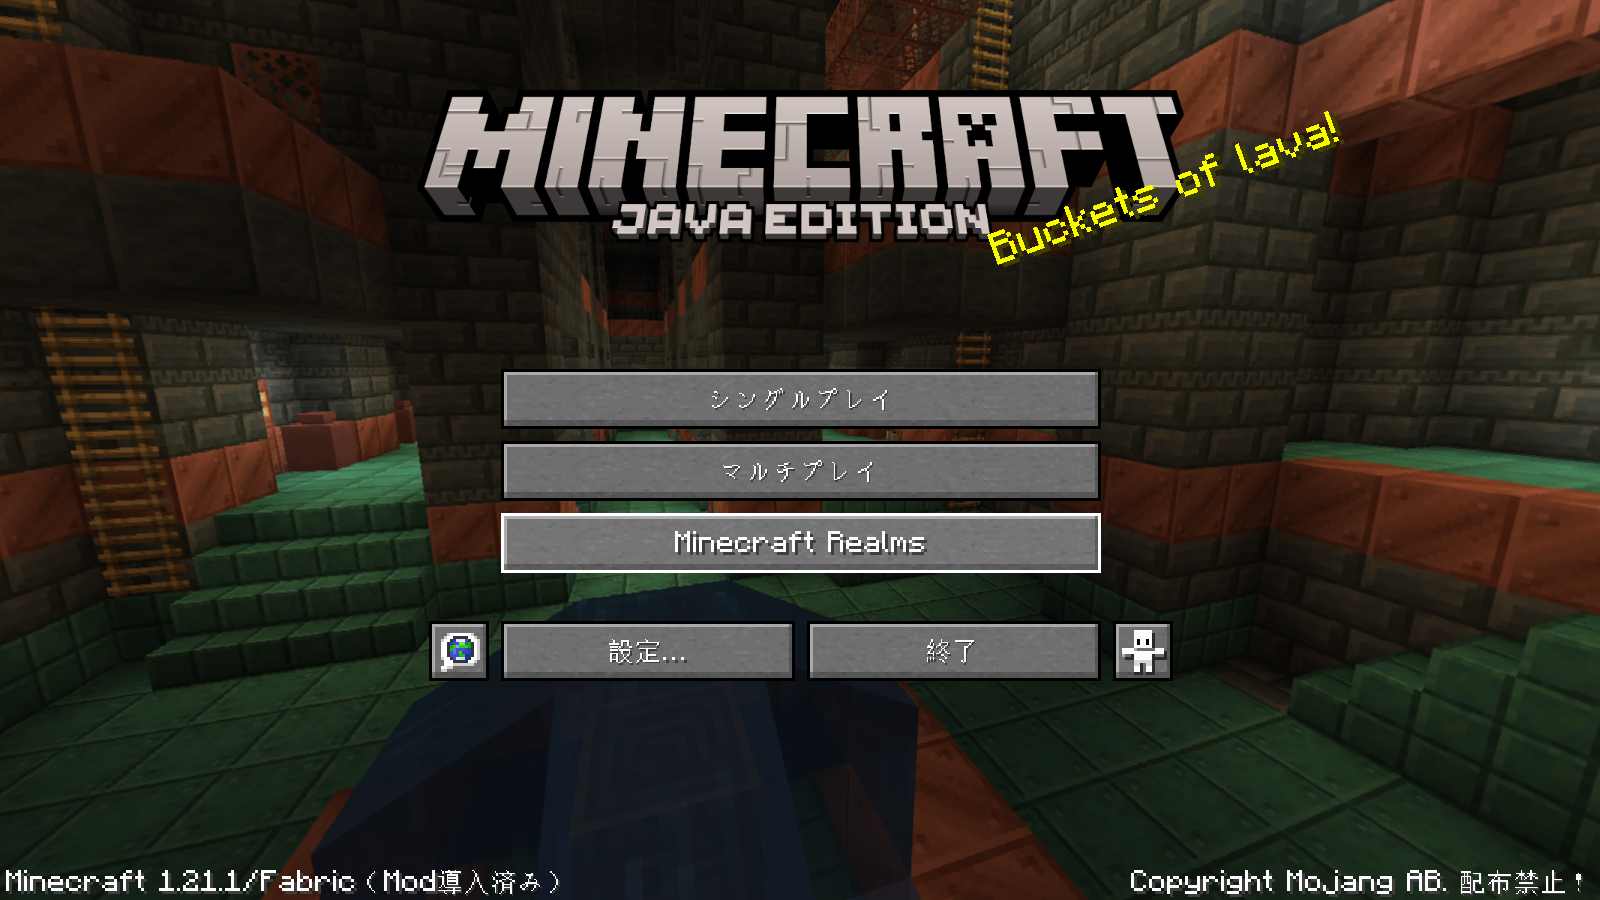 MINECRAFT
JAVA EDITION
Buckets of lava!
シングルプレイ
マルチプレイ
Minecraft Realms
設定...
終了
Minecraft 1.21.1/Fabric（Mod導入済み）
Copyright Mojang AB. 配布禁止！